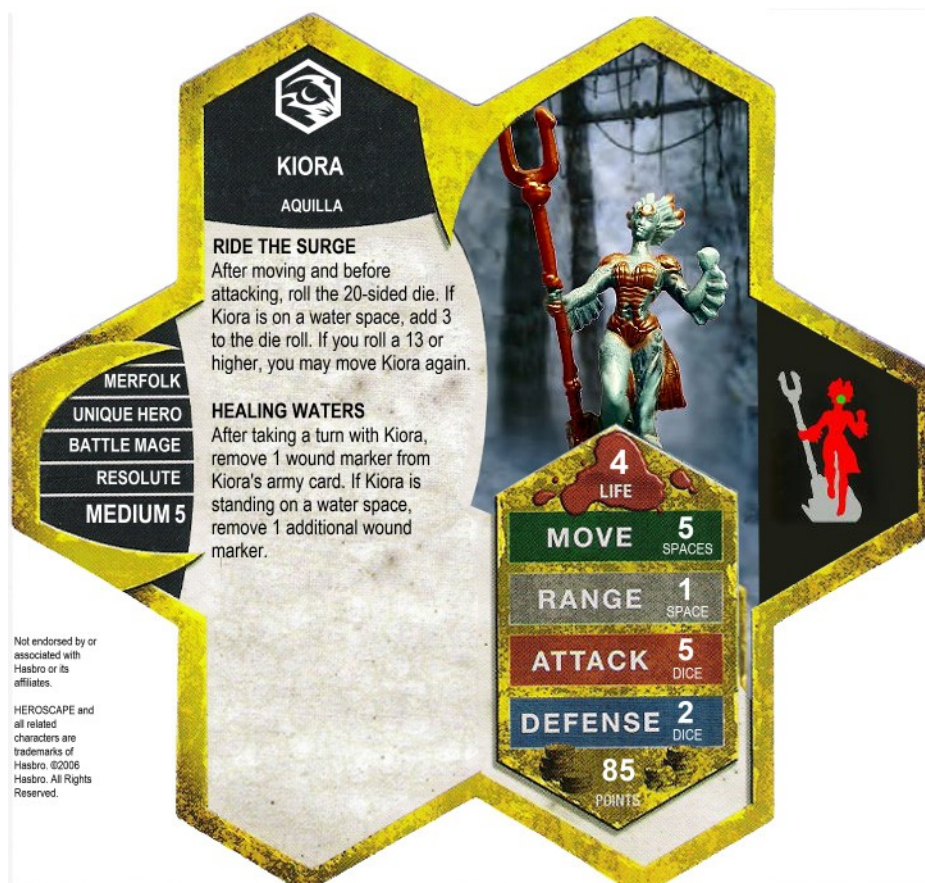 KIORA
AQUILLA
RIDE THE SURGE
After moving and before
attacking, roll the 20-sided die. If
Kiora is on a water space, add 3
to the die roll. If you roll a 13 or
higher, you may move Kiora again.
HEALING WATERS
After taking a turn with Kiora,
remove 1 wound marker from
Kiora's army card. If Kiora is
standing on a water space,
remove 1 additional wound
marker.
MERFOLK
UNIQUE HERO
BATTLE MAGE
RESOLUTE
MEDIUM 5
4
LIFE
MOVE 5
SPACES
RANGE 1
SPACE
ATTACK 5
DICE
DEFENSE 2
DICE
85
POINTS
Not endorsed by or
associated with
Hasbro or its
affiliates.
HEROSCAPE and
all related
characters are
trademarks of
Hasbro. ©2006
Hasbro. All Rights
Reserved.